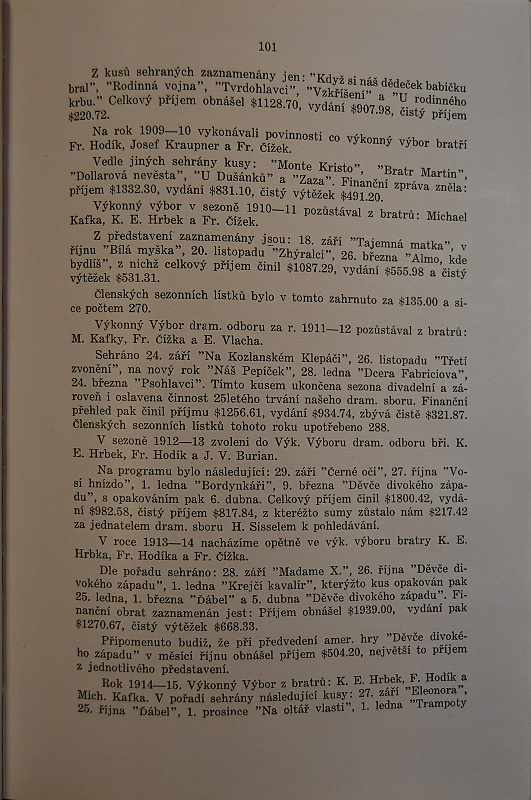 101
Z kusů sehraných zaznamenány jen: "Když si náš dědeček babičku
bral", "Rodinná vojna", "Tvrdohlavci", "Vzkříšení" a "U rodinného
krbu." Celkový příjem obnášel $1128.70, vydání $907.98, čistý příjem
$220.72.
Na rok 1909—10 vykonávali povinnosti co výkonný výbor bratří
Fr. Hodík, Josef Kraupner a Fr. Čížek.
Vedle jiných sehrány kusy: "Monte Kristo", "Bratr Martin",
"Dollarová nevěsta", "U Dušánků" a "Zaza". Finanční zpráva zněla:
příjem $1332.30, vydání $831.10, čistý výtěžek $491.20.
Výkonný výbor v sezoně 1910—11 pozůstával z bratrů: Michael
Kafka, K. E. Hrbek a Fr. Čížek.
Z představení zaznamenány jsou: 18. září "Tajemná matka", v
říjnu "Bílá myška", 20. listopadu "Zhýralci", 26. března "Almo, kde
bydlíš", z nichž celkový příjem činil $1087.29, vydání $555.98 a čistý
výtěžek $531.31.
Členských sezonních lístků bylo v tomto zahrnuto za $135.00 a si-
ce počtem 270.
Výkonný Výbor dram. odboru za r. 1911—12 pozůstával z bratrů:
M. Kafky, Fr. Čížka a E. Vlacha.
Sehráno 24. září "Na Kozlanském Klepáči", 26. listopadu "Třetí
zvonění", na nový rok "Náš Pepíček", 28. ledna "Dcera Fabriciova",
24. března "Psohlavci". Tímto kusem ukončena sezona divadelní a zá-
roveň i oslavena činnost 25letého trvání našeho dram. sboru. Finanční
přehled pak činil příjmu $1256.61, vydání $934.74, zbývá čistě $321.87.
Členských sezonních lístků tohoto roku upotřebeno 288.
V sezoně 1912—13 zvoleni do Výk. Výboru dram. odboru bři. K.
E. Hrbek, Fr. Hodík a J. V. Burian.
Na programu bylo následující: 29. září "Černé oči", 27. října "Vo-
sí hnízdo", 1. ledna "Bordynkáři", 9. března "Děvče divokého zápa-
du", s opakováním pak 6. dubna. Celkový příjem činil $1800.42, vydá-
ní $982.58, čistý příjem $817.84, z kteréžto sumy zůstalo nám $217.42
za jednatelem dram. sboru H. Sisselem k pohledávání.
V roce 1913—14 nacházíme opětně ve výk. výboru bratry K. E.
Hrbka, Fr. Hodíka a Fr. Čížka.
Dle pořadu sehráno: 28. září "Madame X.", 26. října "Děvče di-
vokého západu", 1. ledna "Krejčí kavalír", kterýžto kus opakován pak
25. ledna, 1. března "Ďábel" a 5. dubna "Děvče divokého západu". Fi-
nanční obrat zaznamenán jest: Příjem obnášel $1939.00, vydání pak
$1270.67, čistý výtěžek $668.33.
Připomenuto budiž, že při předvedení amer. hry "Děvče divoké-
ho západu" v měsíci říjnu obnášel příjem $504.20, největší to příjem
z jednotlivého představení.
Rok 1914—15. Výkonný Výbor z bratrů: K. E. Hrbek, F. Hodík a
Mich. Kafka. V pořadí sehrány následující kusy: 27. září "Eleonora",
25. října "Ďábel", 1. prosince "Na oltář vlasti", 1. ledna "Trampoty